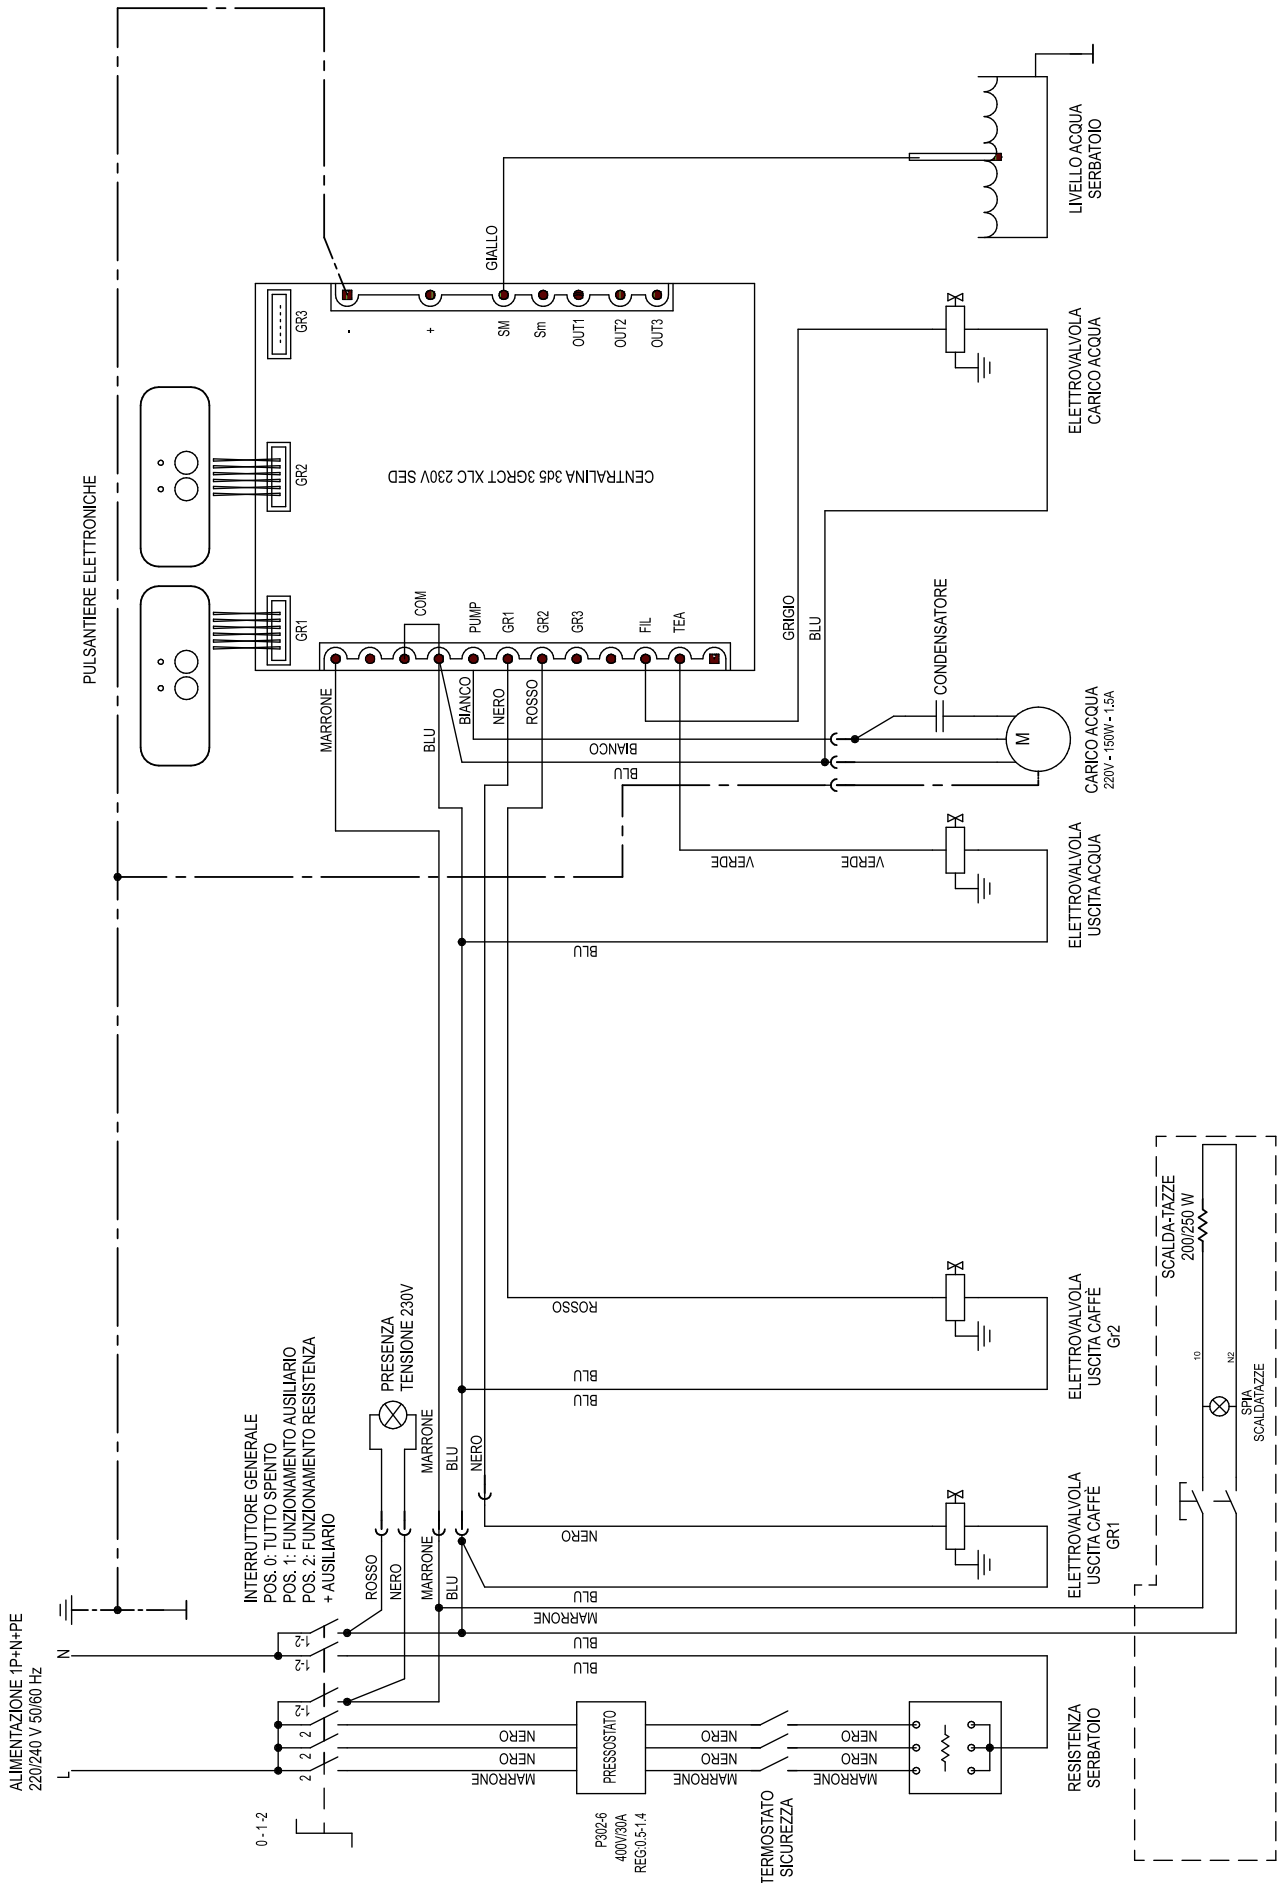 ALIMENTAZIONE 1P+N+PE
220/240 V 50/60 Hz
L
N
0 - 1 -2
INTERRUTTORE GENERALE
POS. 0: TUTTO SPENTO
POS. 1: FUNZIONAMENTO AUSILIARIO
POS. 2: FUNZIONAMENTO RESISTENZA
+ AUSILIARIO
2
2
2
1-2
1-2
1-2
ROSSO
NERO
PRESENZA
TENSIONE 230V
MARRONE
BLU
MARRONE
BLU
NERO
PULSANTIERE ELETTRONICHE
GR1
GR2
GR3
CENTRALINA 3d5 3GRCT XLC 230V SED
MARRONE
BLU
BIANCO
NERO
ROSSO
COM
PUMP
GR1
GR2
GR3
FIL
TEA
-
+
SM
Sm
OUT1
OUT2
OUT3
GIALLO
LIVELLO ACQUA
SERBATOIO
GRIGIO
BLU
ELETTROVALVOLA
CARICO ACQUA
BIANCO
BLU
CONDENSATORE
M
CARICO ACQUA
220V - 150W - 1.5A
VERDE
VERDE
BLU
ELETTROVALVOLA
USCITA ACQUA
ROSSO
BLU
BLU
ELETTROVALVOLA
USCITA CAFFÈ
Gr2
NERO
BLU
ELETTROVALVOLA
USCITA CAFFÈ
GR1
MARRONE
BLU
BLU
SCALDA-TAZZE
200/250 W
10
N2
SPIA
SCALDATAZZE
NERO
NERO
MARRONE
PRESSOSTATO
P302-6
400V/30A
REG:0.5-1.4
NERO
NERO
MARRONE
TERMOSTATO
SICUREZZA
NERO
NERO
MARRONE
RESISTENZA
SERBATOIO